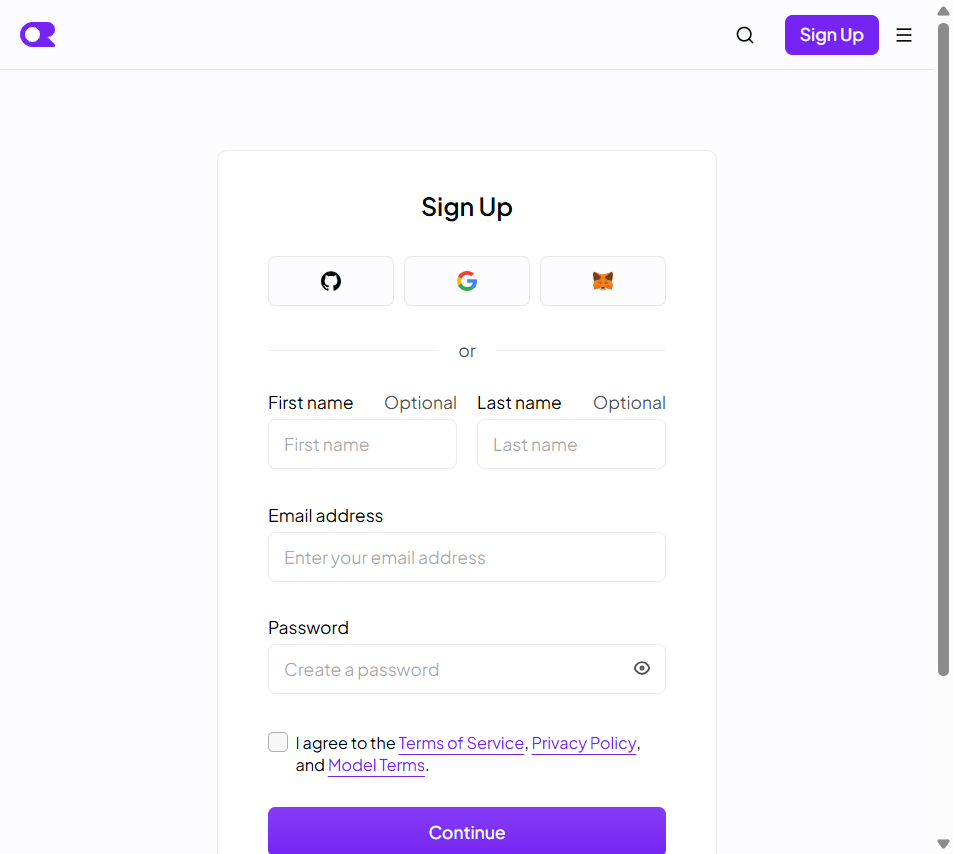 Sign Up
Sign Up
or
First name Optional Last name Optional
First name Last name
Email address
Enter your email address
Password
Create a password
I agree to the Terms of Service, Privacy Policy,
and Model Terms.
Continue